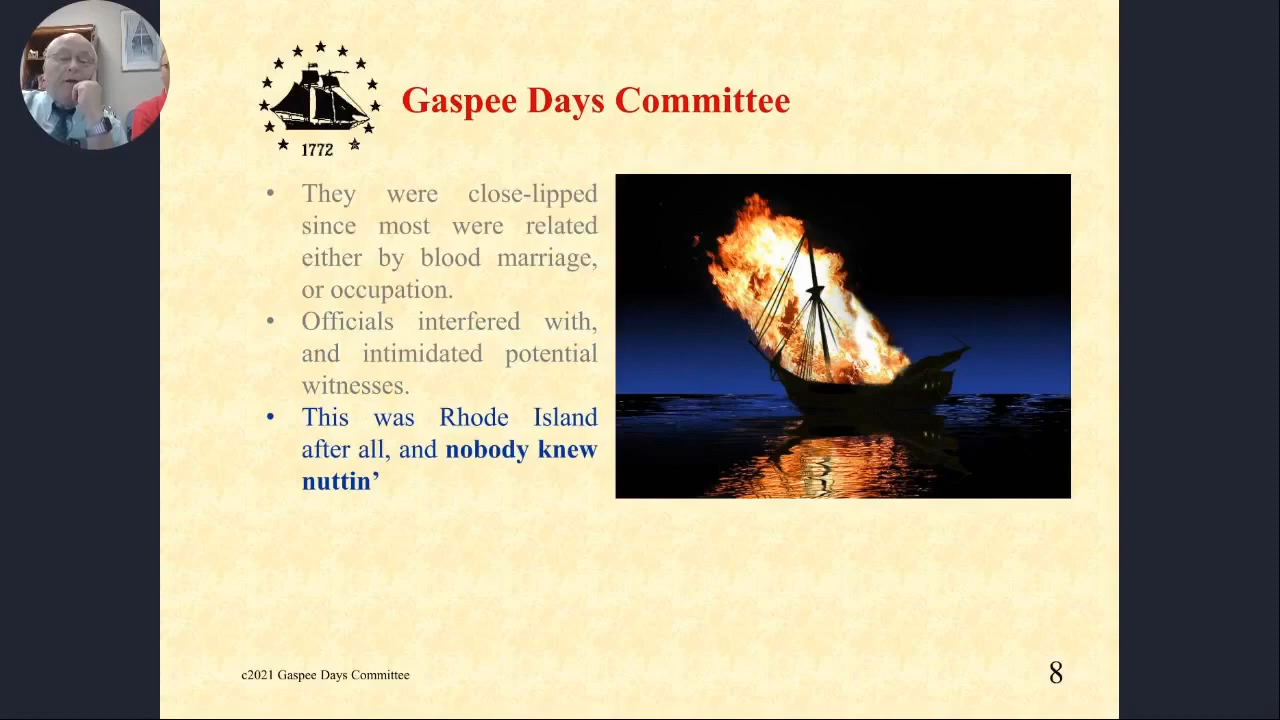 Gaspee Days Committee
1772
• They were close-lipped
since most were related
either by blood marriage,
or occupation.
• Officials interfered with,
and intimidated potential
witnesses.
• This was Rhode Island
after all, and nobody knew
nuttin’
c2021 Gaspee Days Committee
8